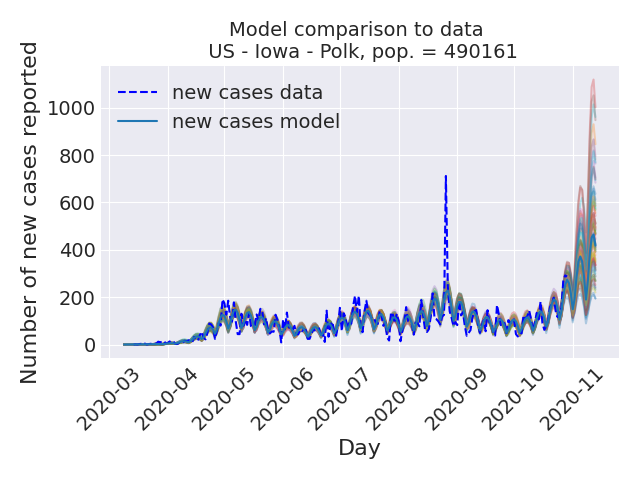 Model comparison to data
US - Iowa - Polk, pop. = 490161
new cases data
new cases model
Number of new cases reported
1000
800
600
400
200
0
2020-03
2020-04
2020-05
2020-06
2020-07
2020-08
2020-09
2020-10
2020-11
Day